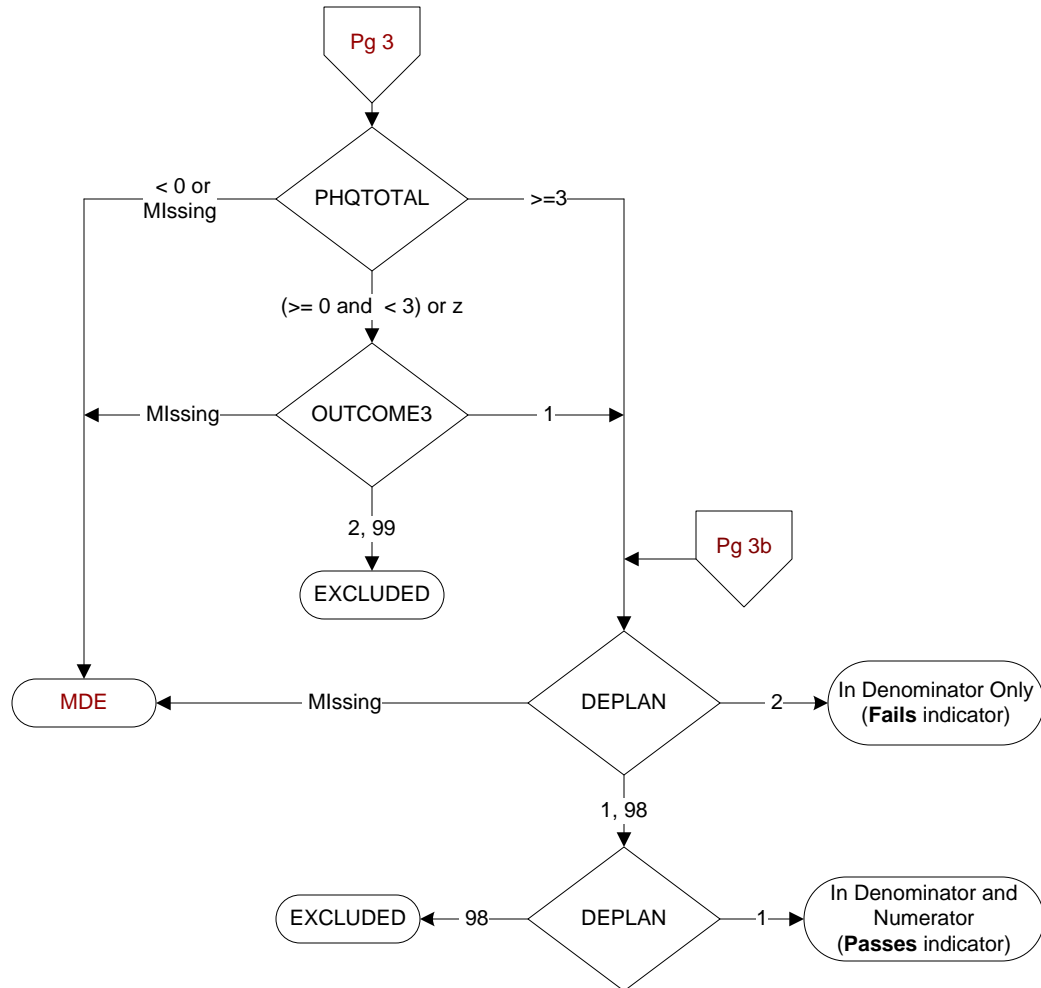 Pg 3
< 0 or
MIssing
PHQTOTAL
>=3
(>= 0 and < 3) or z
MIssing
OUTCOME3
1
2, 99
Pg 3b
EXCLUDED
MDE
MIssing
DEPLAN
2
In Denominator Only
(Fails indicator)
1, 98
EXCLUDED
98
DEPLAN
1
In Denominator and
Numerator
(Passes indicator)